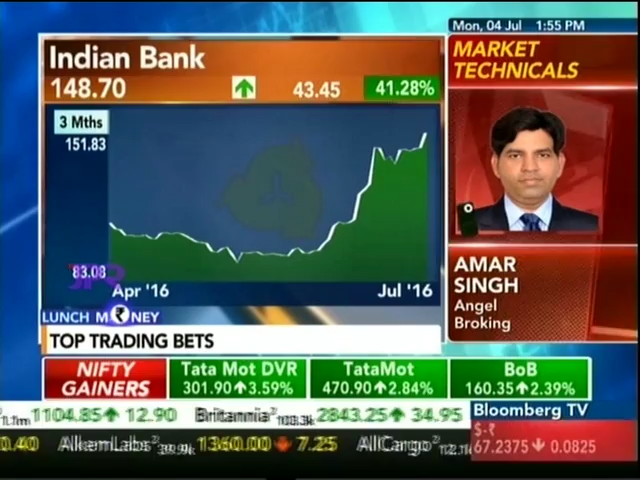 Mon, 04 Jul 1:55 PM
Indian Bank
148.70 43.45 41.28%
3 Mths
151.83
83.08
Apr '16 Jul '16
MARKET
TECHNICALS
AMAR
SINGH
Angel
Broking
LUNCH M₹NEY
TOP TRADING BETS
NIFTY
GAINERS
Tata Mot DVR
301.90 3.59%
TataMot
470.90 2.84%
BoB
160.35 2.39%
1104.85 12.90 Britannia 2843.25 34.95
Bloomberg TV
0.40 AlkemLabs 1360.00 7.25 AllCargo
$-₹
67.2375 0.0825